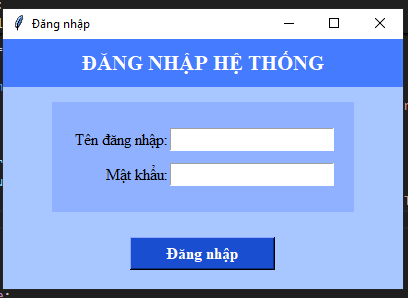 Đăng nhập
ĐĂNG NHẬP HỆ THỐNG
Tên đăng nhập:
Mật khẩu:
Đăng nhập